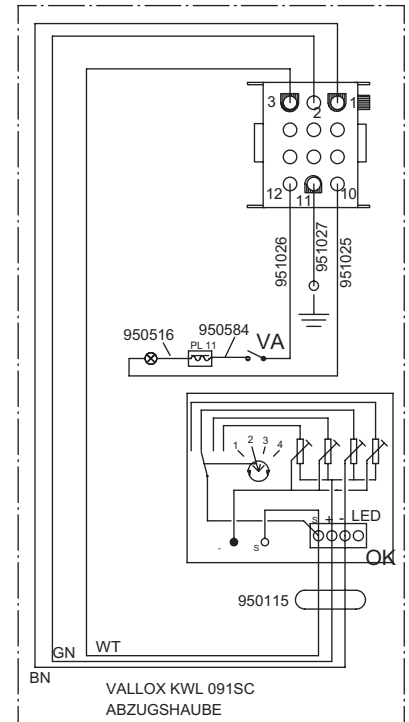 3 2 1
12 11 10
951026
951027
951025
950516
950584
VA
PL 11
1 2 3 4
S + - LED
- S
OK
950115
WT
GN
BN
VALLOX KWL 091SC
ABZUGSHAUBE